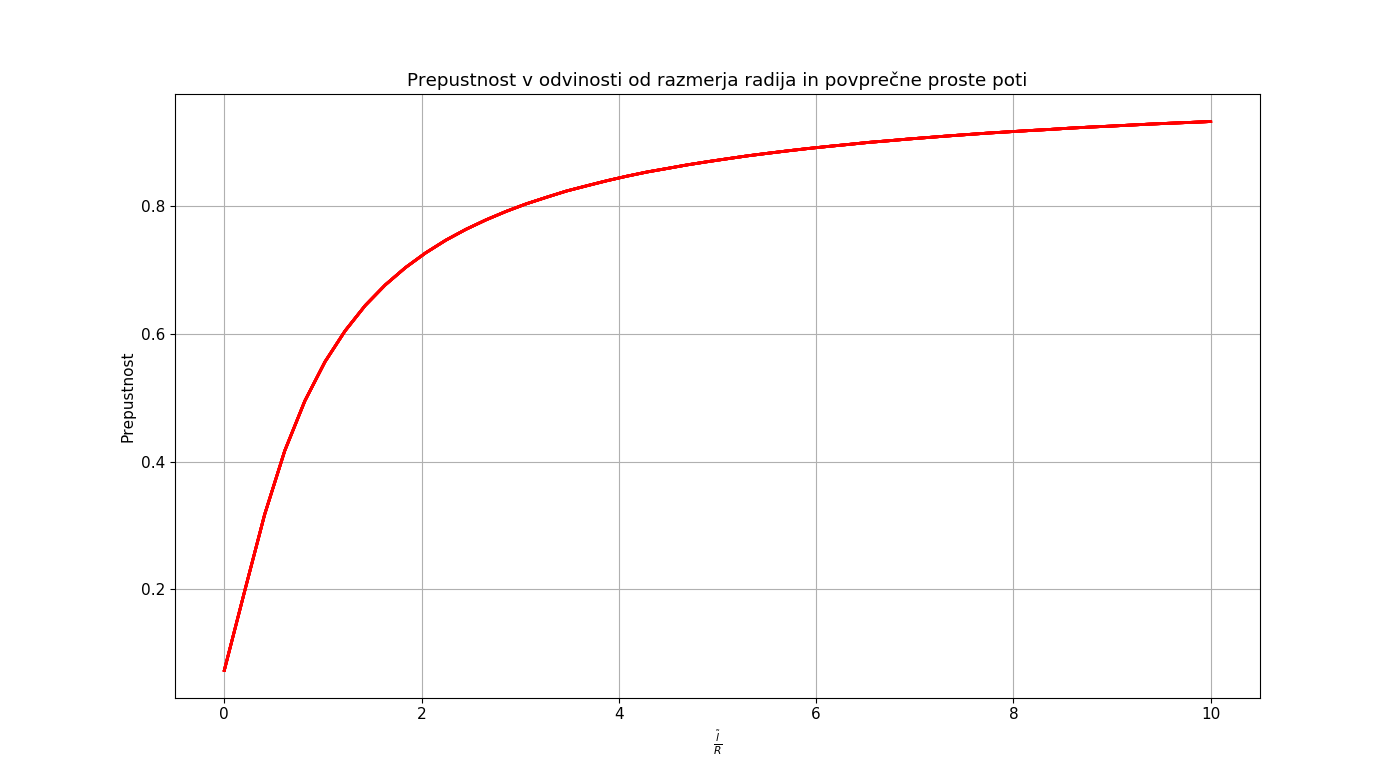 Prepustnost v odvinosti od razmerja radija in povprečne proste poti
Prepustnost
0.8
0.6
0.4
0.2
0 2 4 6 8 10
l̄
R